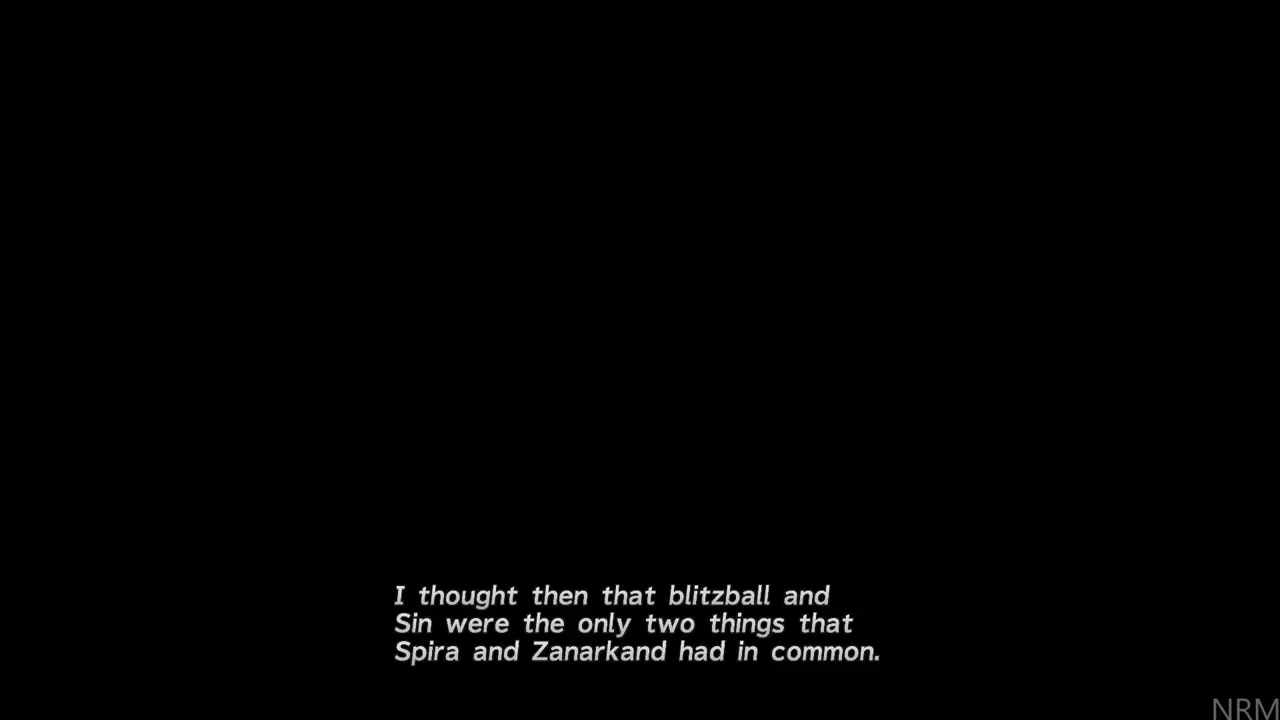 I thought then that blitzball and
Sin were the only two things that
Spira and Zanarkand had in common.
NRM